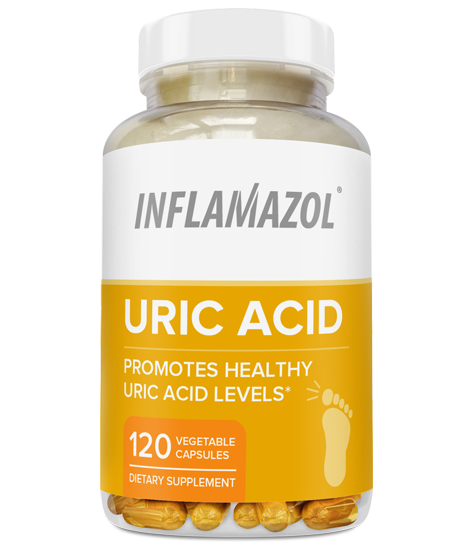 INFLAMAZOL®
URIC ACID
PROMOTES HEALTHY
URIC ACID LEVELS*
120 VEGETABLE
CAPSULES
DIETARY SUPPLEMENT